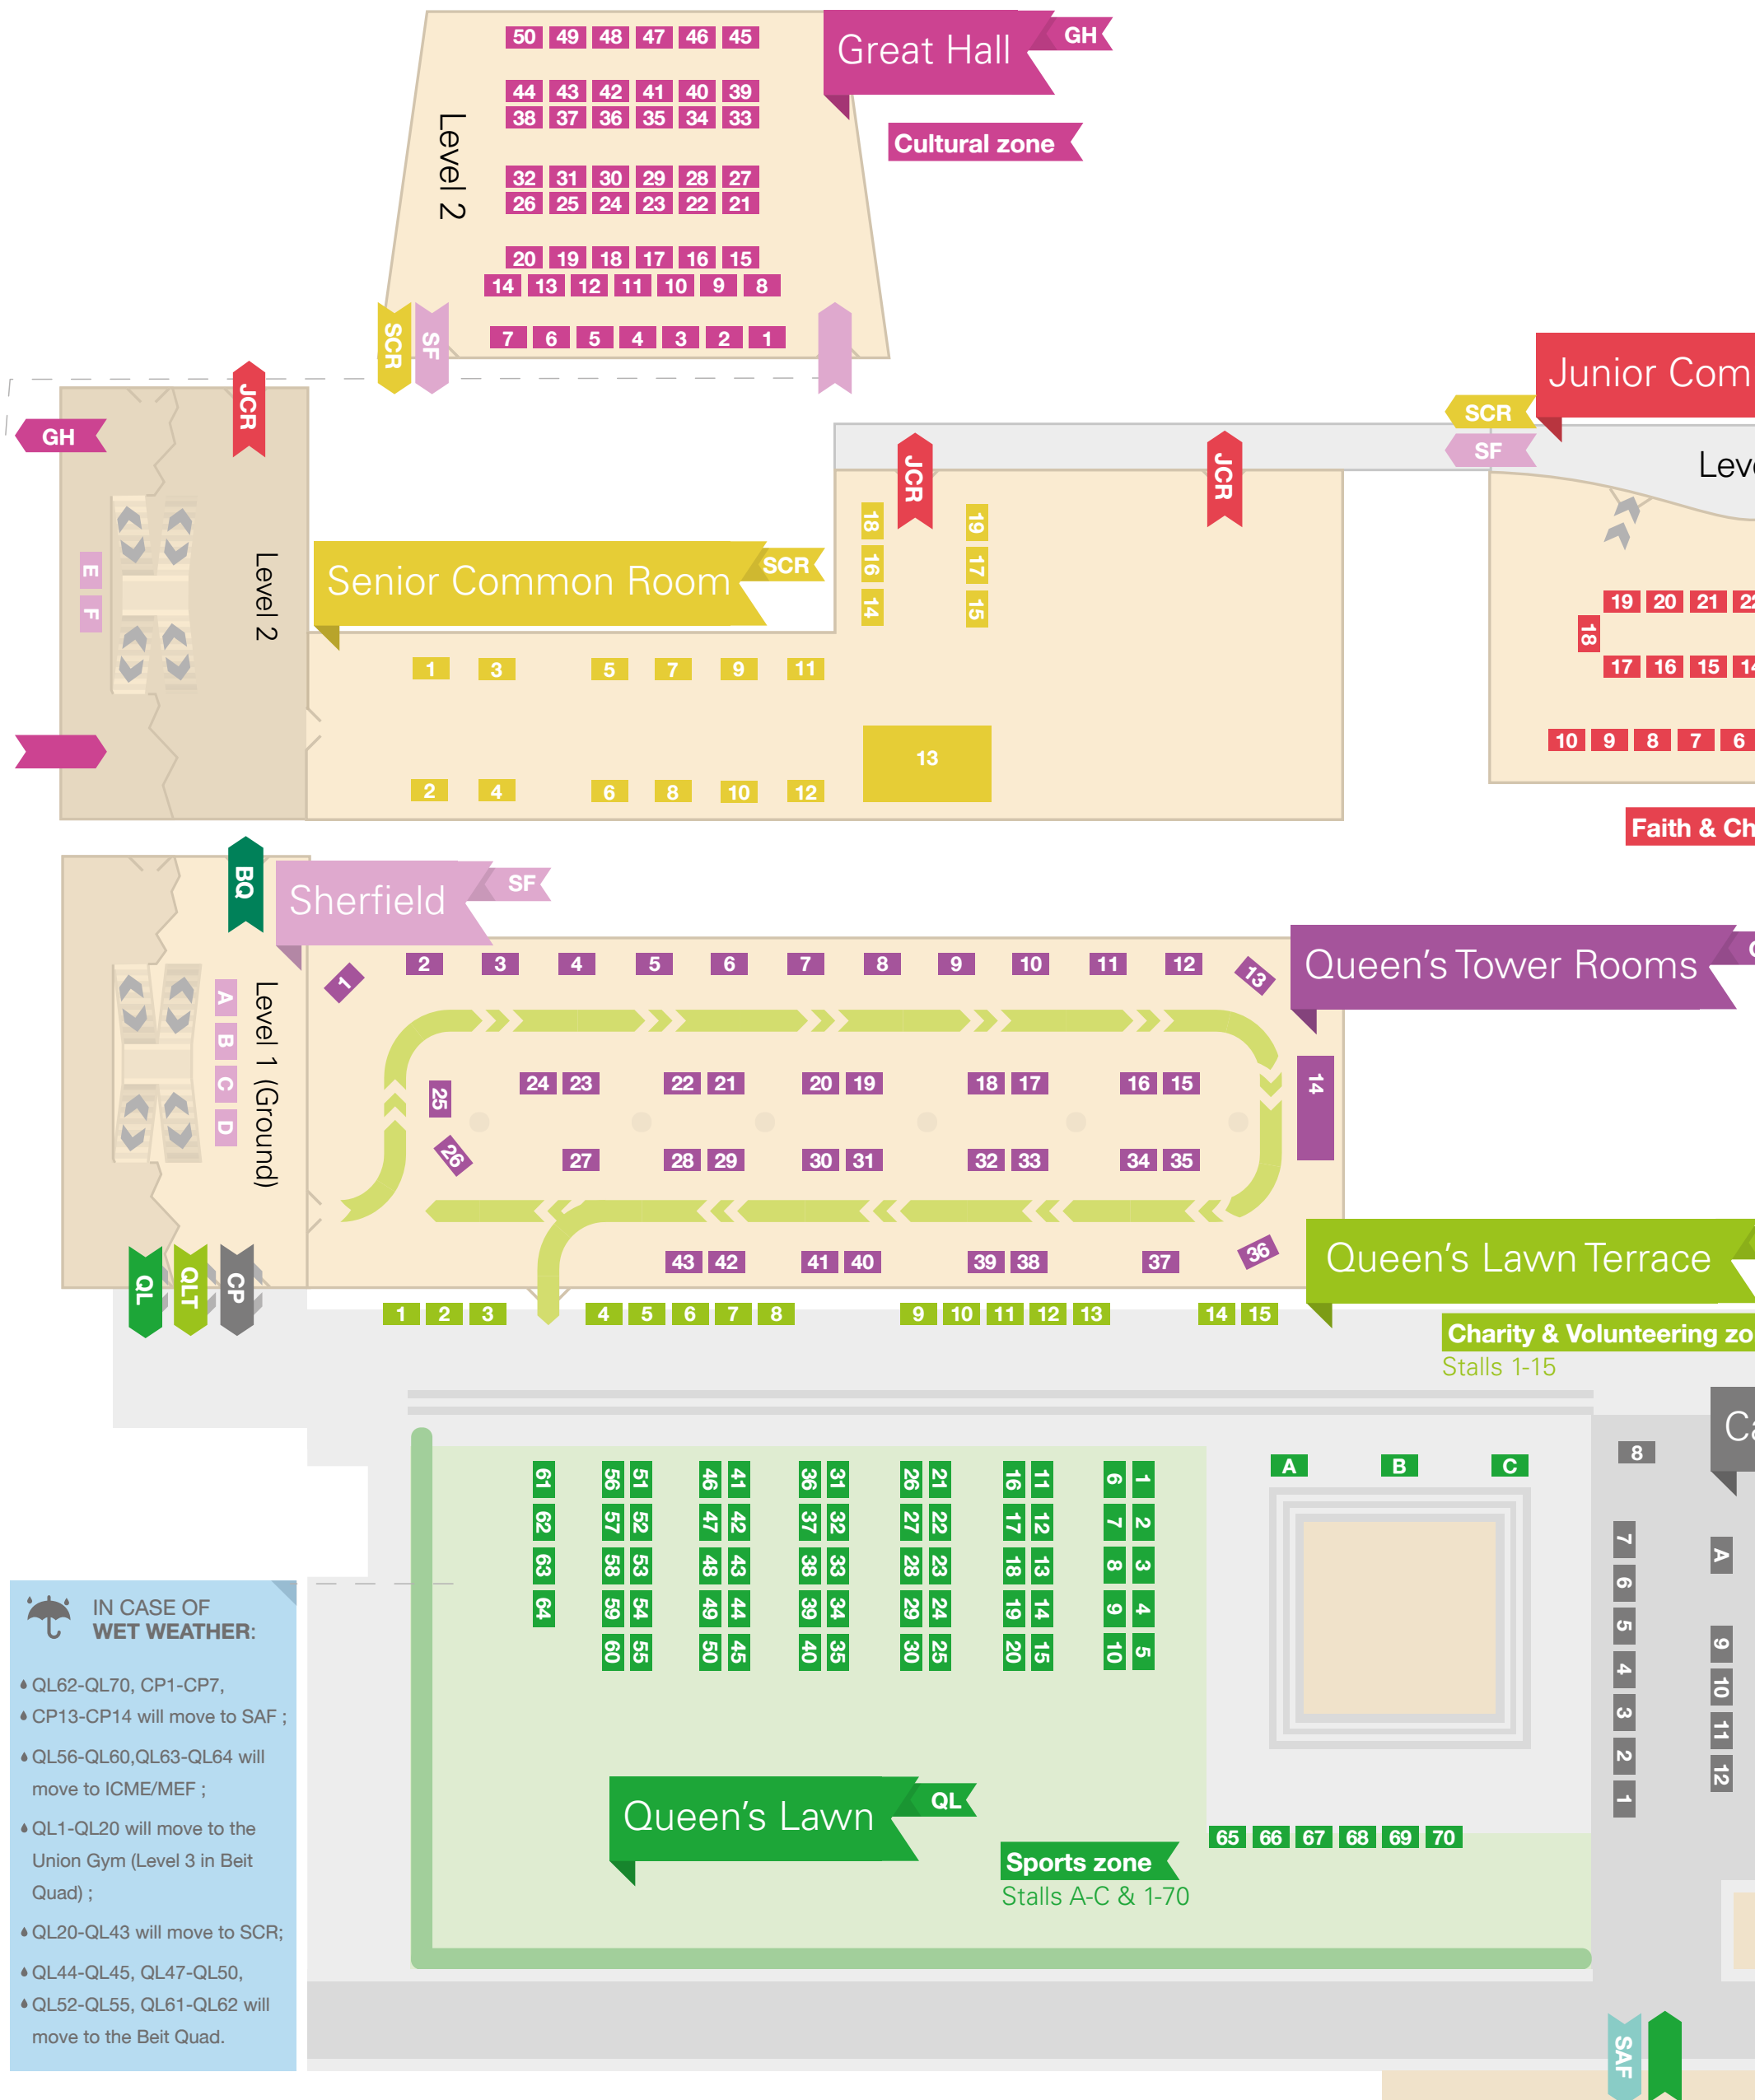 50 49 48 47 46 45
Great Hall
GH
44 43 42 41 40 39
38 37 36 35 34 33
Cultural zone
Level 2
32 31 30 29 28 27
26 25 24 23 22 21
20 19 18 17 16 15
14 13 12 11 10 9 8
7 6 5 4 3 2 1
SCR
SF
JCR
GH
E
F
Level 2
Senior Common Room
SCR
JCR
JCR
18
16
14
19
17
15
1 3 5 7 9 11
13
2 4 6 8 10 12
SCR
SF
Junior Com
Leve
19 20 21 22
18
17 16 15 14
10 9 8 7 6
Faith & Ch
BQ
Sherfield
SF
A
B
C
D
Level 1 (Ground)
QL
QLT
CP
Queen's Tower Rooms
1 2 3 4 5 6 7 8 9 10 11 12 13
14
24 23 22 21 20 19 18 17 16 15
25
26
27 28 29 30 31 32 33 34 35
43 42 41 40 39 38 37 36
Queen's Lawn Terrace
1 2 3 4 5 6 7 8 9 10 11 12 13 14 15
Charity & Volunteering zo
Stalls 1-15
Ca
61 56 51 46 41 36 31 26 21 16 11 6 1
62 57 52 47 42 37 32 27 22 17 12 7 2
63 58 53 48 43 38 33 28 23 18 13 8 3
64 59 54 49 44 39 34 29 24 19 14 9 4
60 55 50 45 40 35 30 25 20 15 10 5
A B C
8
7
6
5
4
3
2
1
A
9
10
11
12
65 66 67 68 69 70
Queen's Lawn
QL
Sports zone
Stalls A-C & 1-70
IN CASE OF
WET WEATHER:
QL62-QL70, CP1-CP7,
CP13-CP14 will move to SAF ;
QL56-QL60,QL63-QL64 will
move to ICME/MEF ;
QL1-QL20 will move to the
Union Gym (Level 3 in Beit
Quad) ;
QL20-QL43 will move to SCR;
QL44-QL45, QL47-QL50,
QL52-QL55, QL61-QL62 will
move to the Beit Quad.
SAF